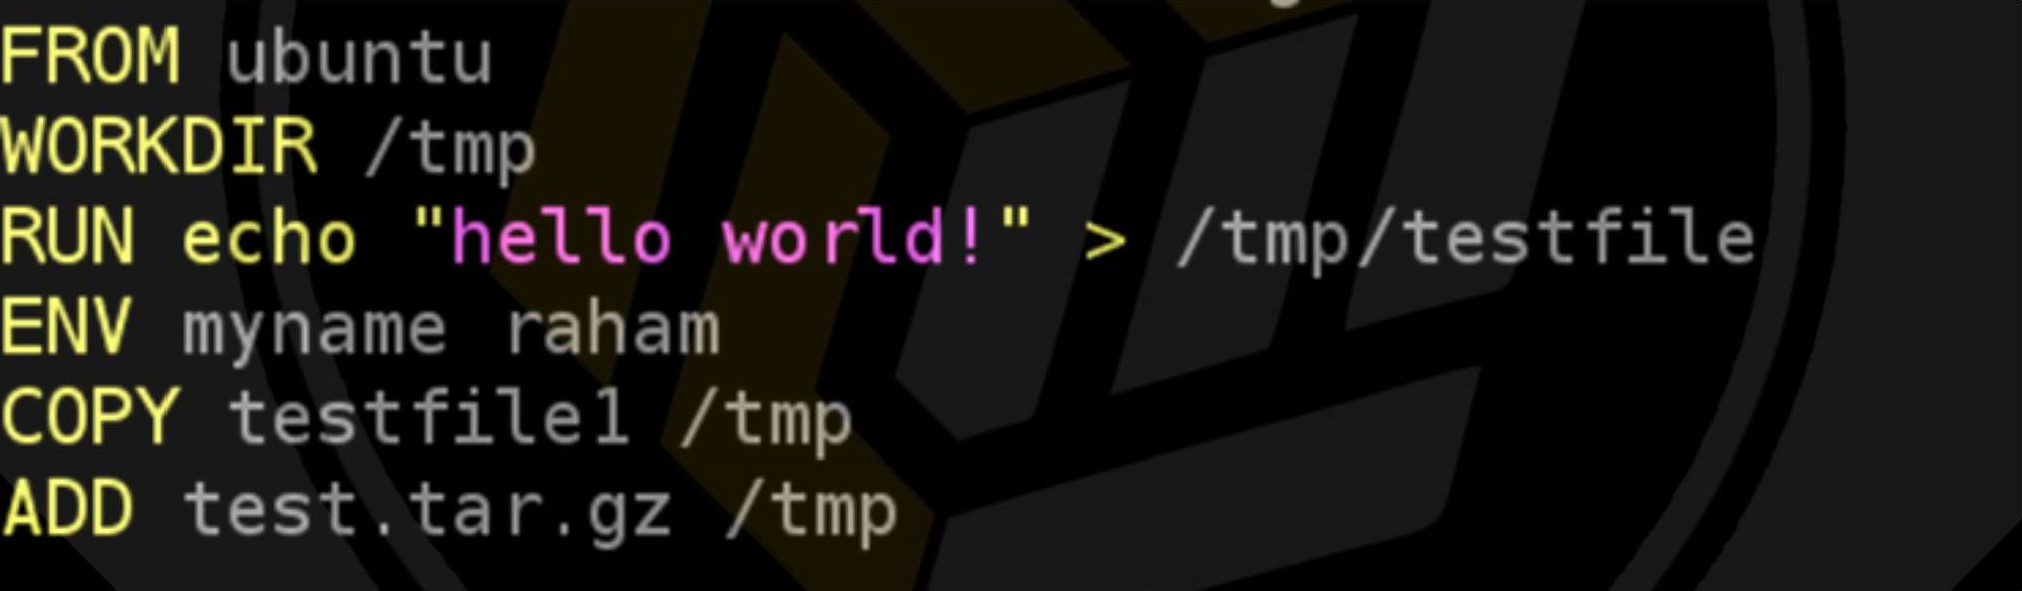 FROM ubuntu
WORKDIR /tmp
RUN echo "hello world!" > /tmp/testfile
ENV myname raham
COPY testfile1 /tmp
ADD test.tar.gz /tmp